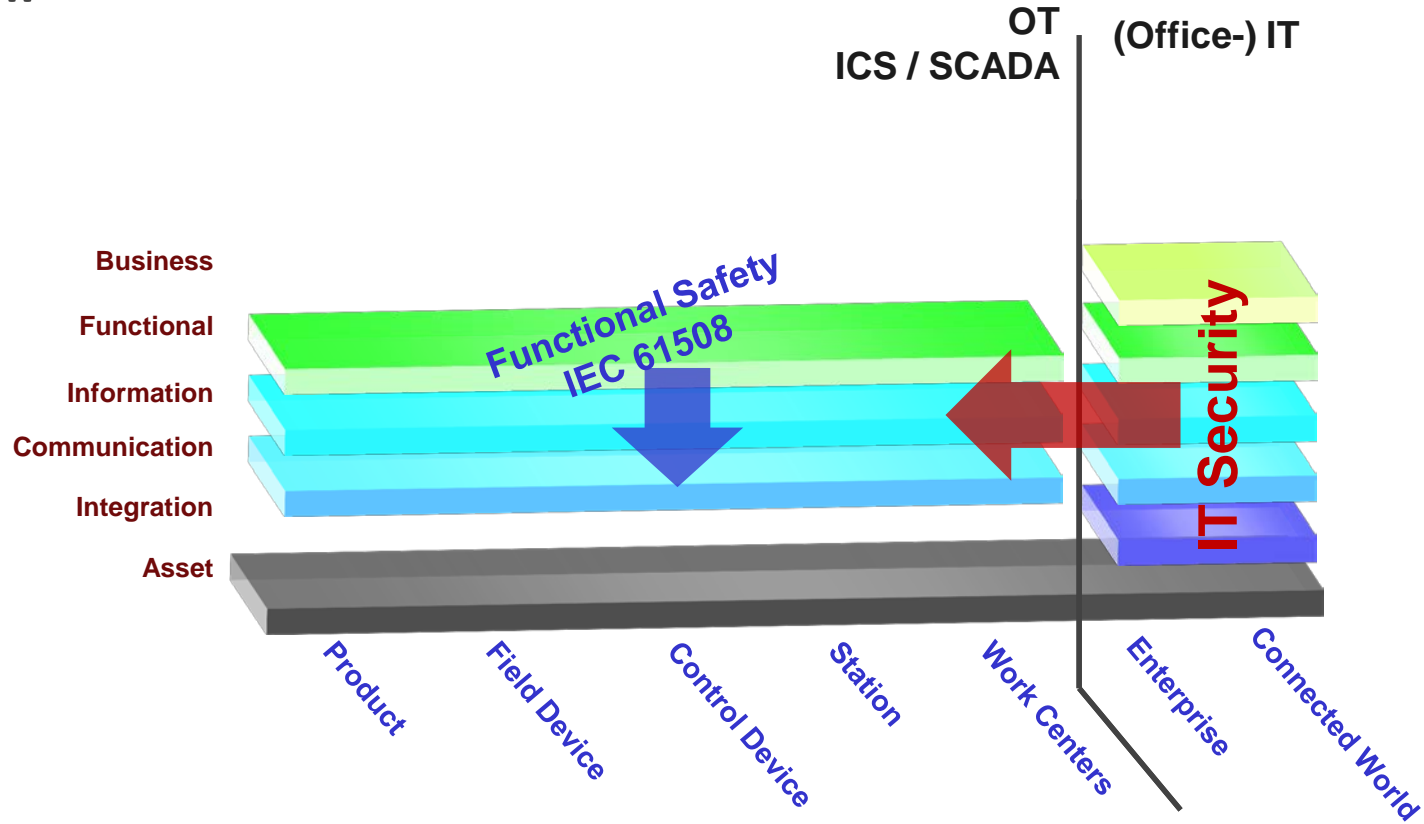 OT
ICS / SCADA
(Office-) IT
Business
Functional
Information
Communication
Integration
Asset
Functional Safety
IEC 61508
IT Security
Product
Field Device
Control Device
Station
Work Centers
Enterprise
Connected World